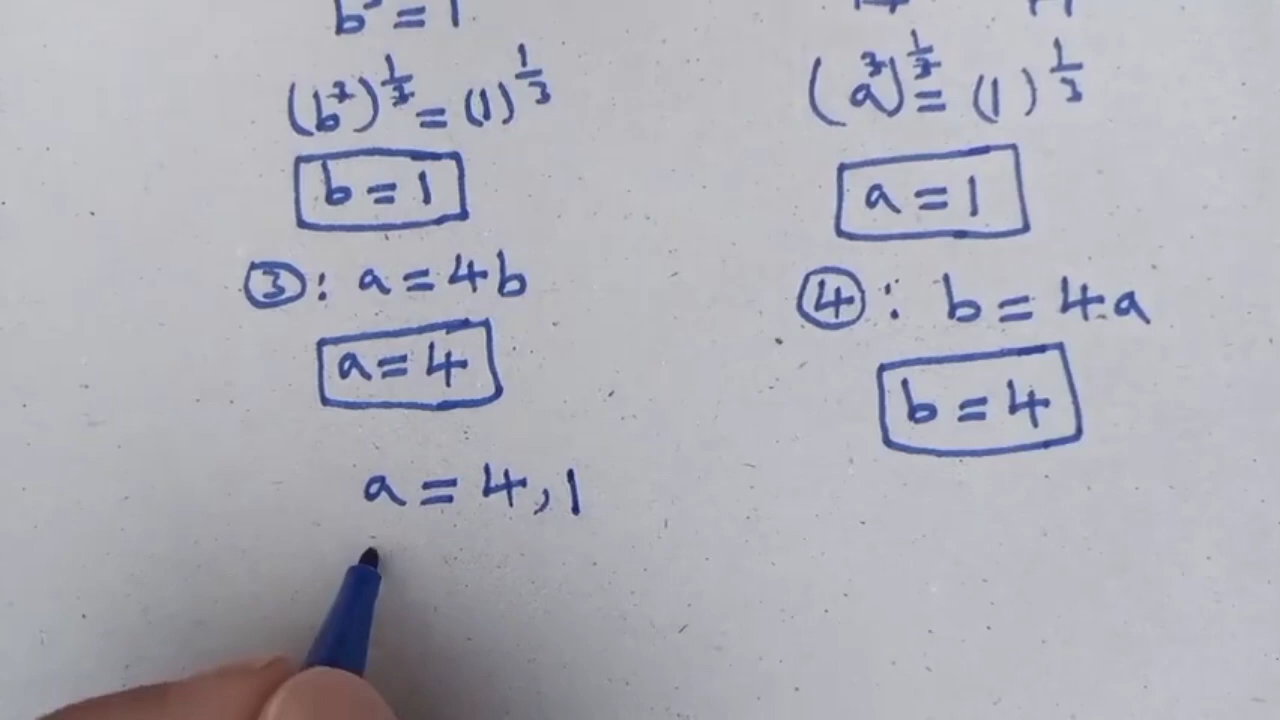 b³ = 1
(b³)^(1/3) = (1)^(1/3)
b = 1
③ : a = 4b
a = 4
a = 4, 1
(a³)^(1/3) = (1)^(1/3)
a = 1
④ : b = 4a
b = 4